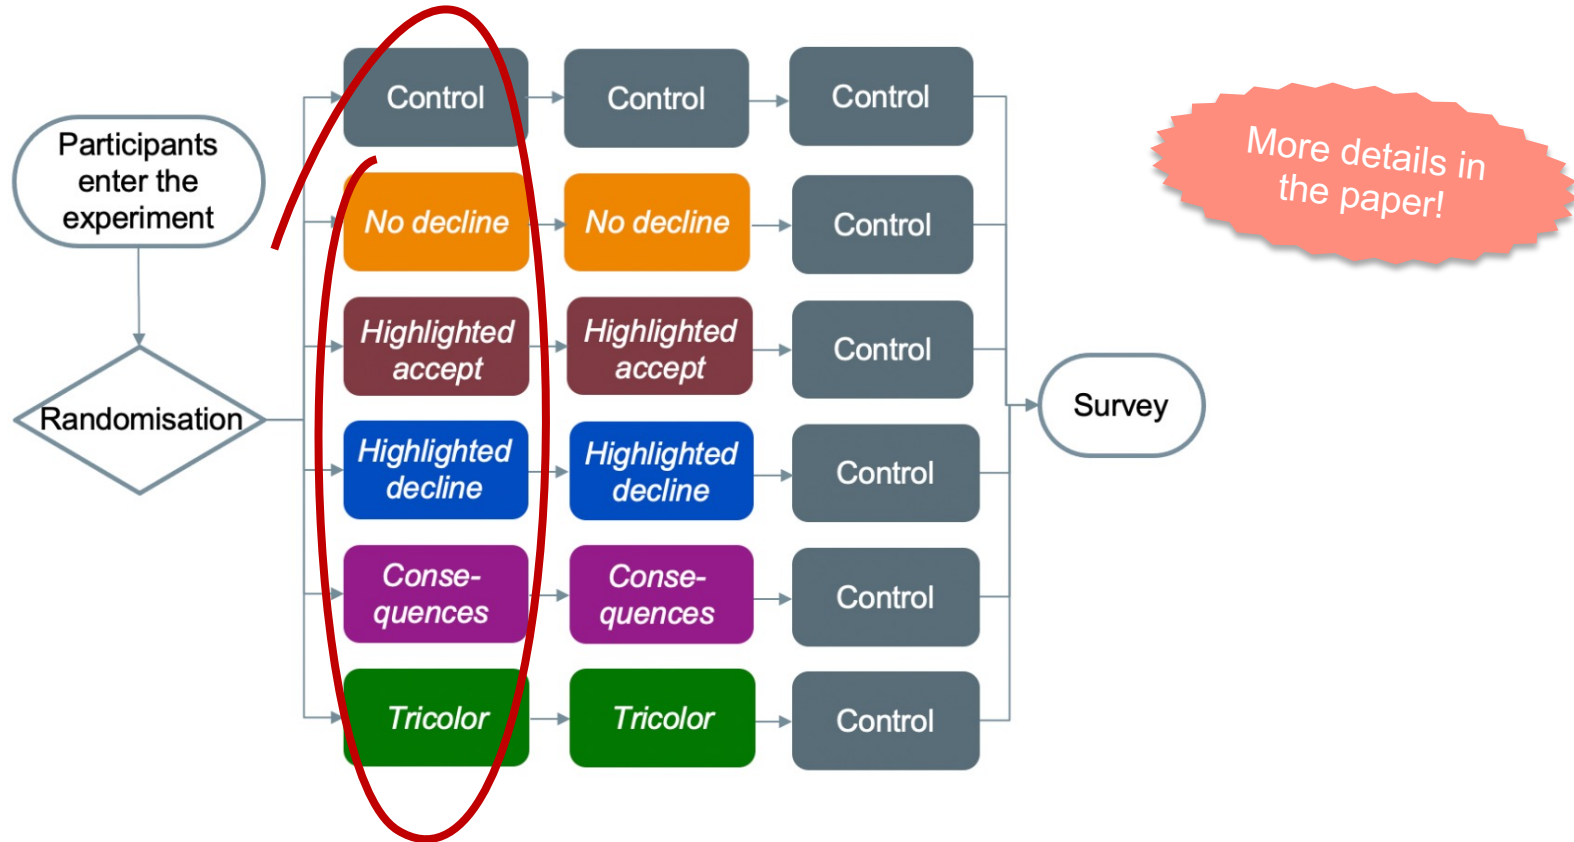 Participants
enter the
experiment
Randomisation
Control
Control
Control
No decline
No decline
Control
Highlighted
accept
Highlighted
accept
Control
Highlighted
decline
Highlighted
decline
Control
Conse-
quences
Conse-
quences
Control
Tricolor
Tricolor
Control
Survey
More details in
the paper!